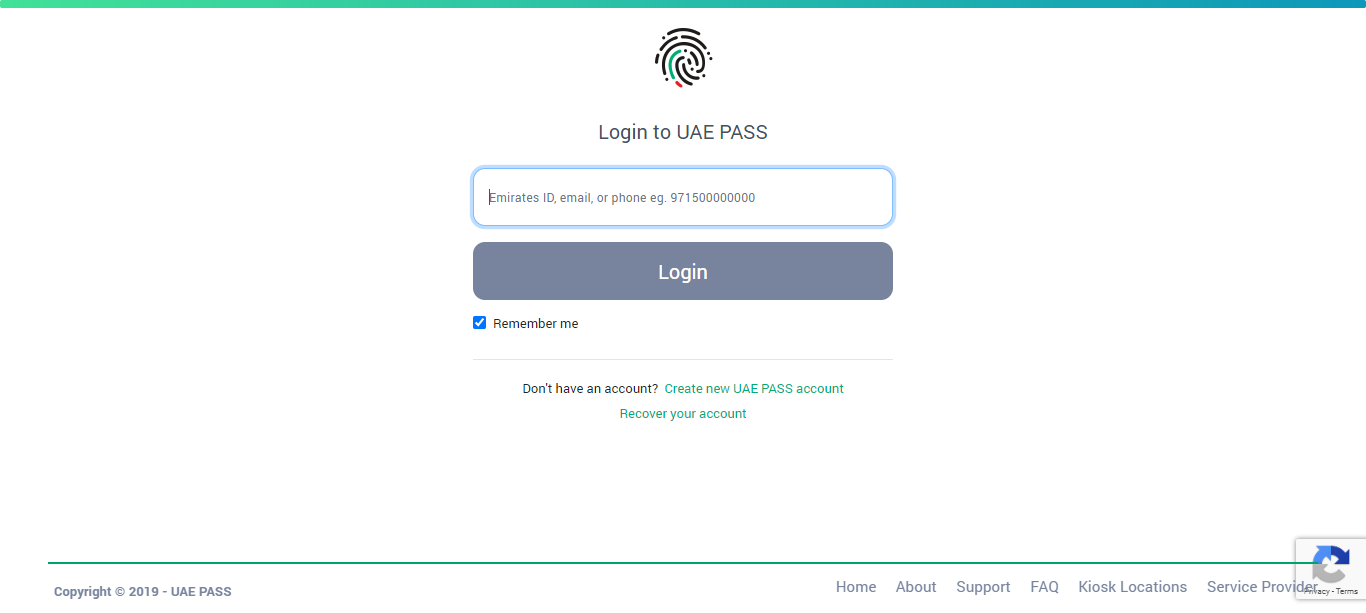 Login to UAE PASS
Emirates ID, email, or phone eg. 971500000000
Login
Remember me
Don't have an account? Create new UAE PASS account
Recover your account
Copyright © 2019 - UAE PASS
Home About Support FAQ Kiosk Locations Service Provider
Privacy - Terms